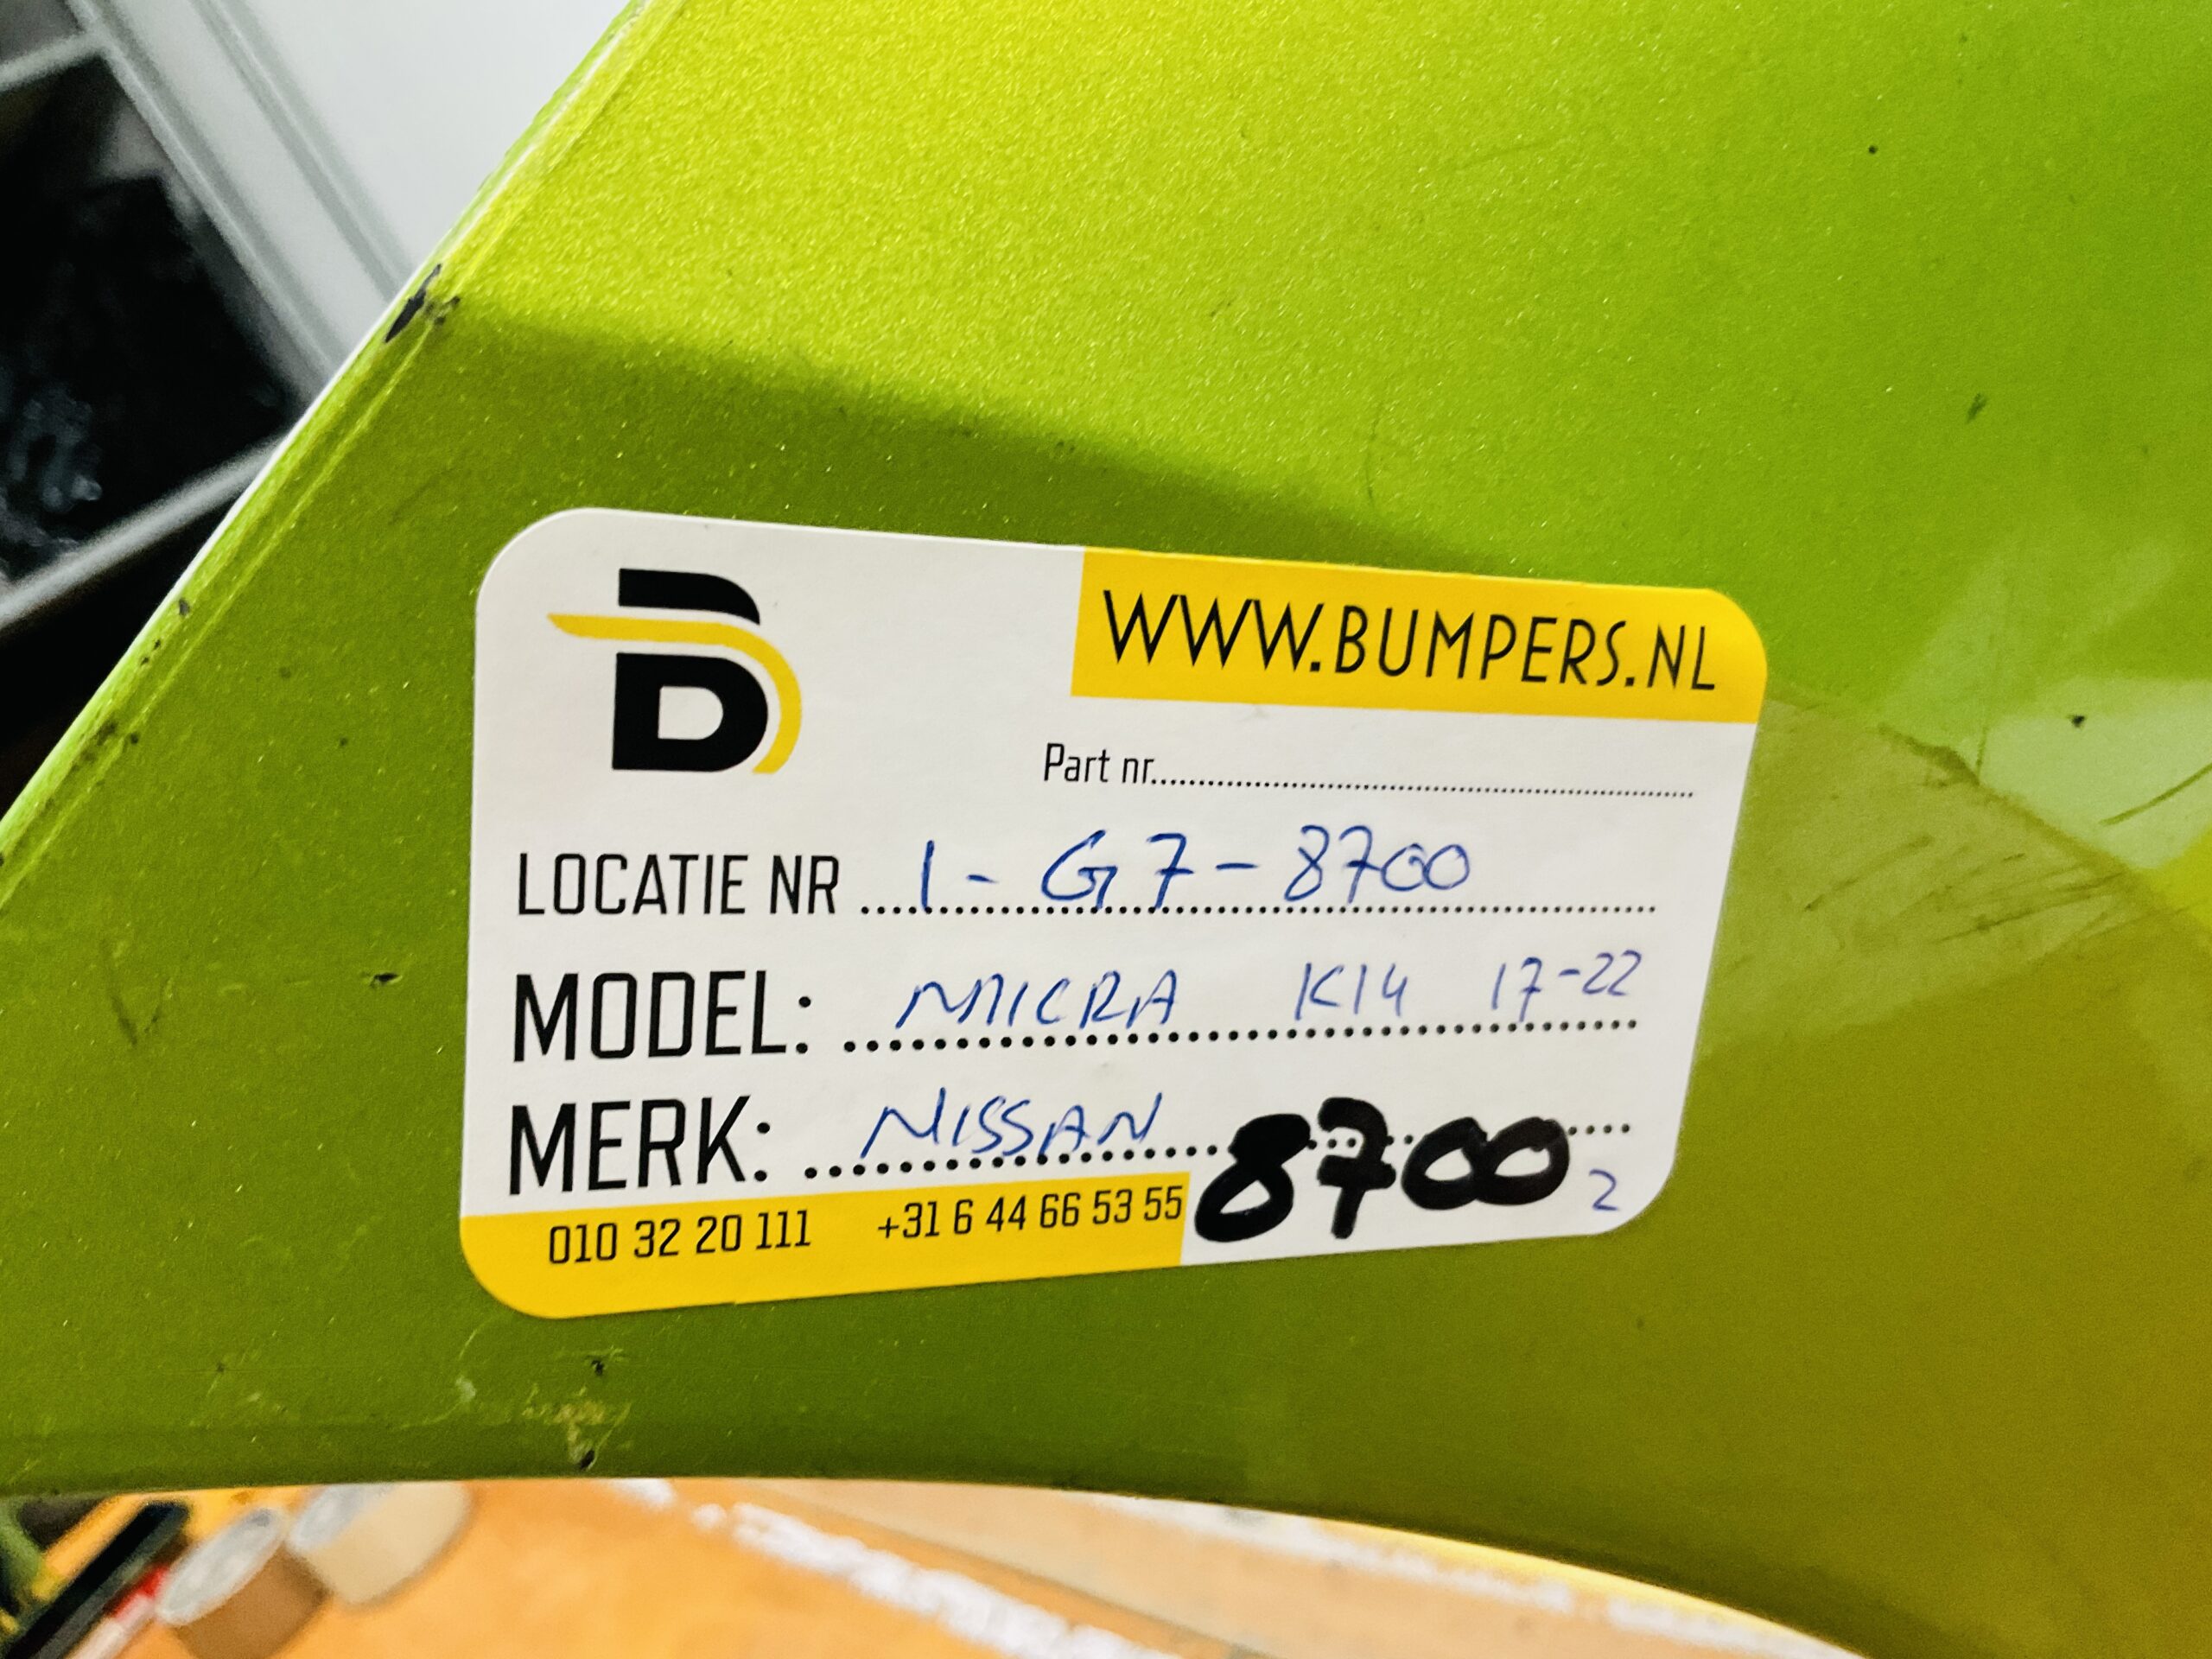 B
WWW.BUMPERS.NL
Part nr.................................................
LOCATIE NR 1 - G7 - 8700
MODEL: MICRA K14 17-22
MERK: NISSAN
8700
2
010 32 20 111 +31 6 44 66 53 55